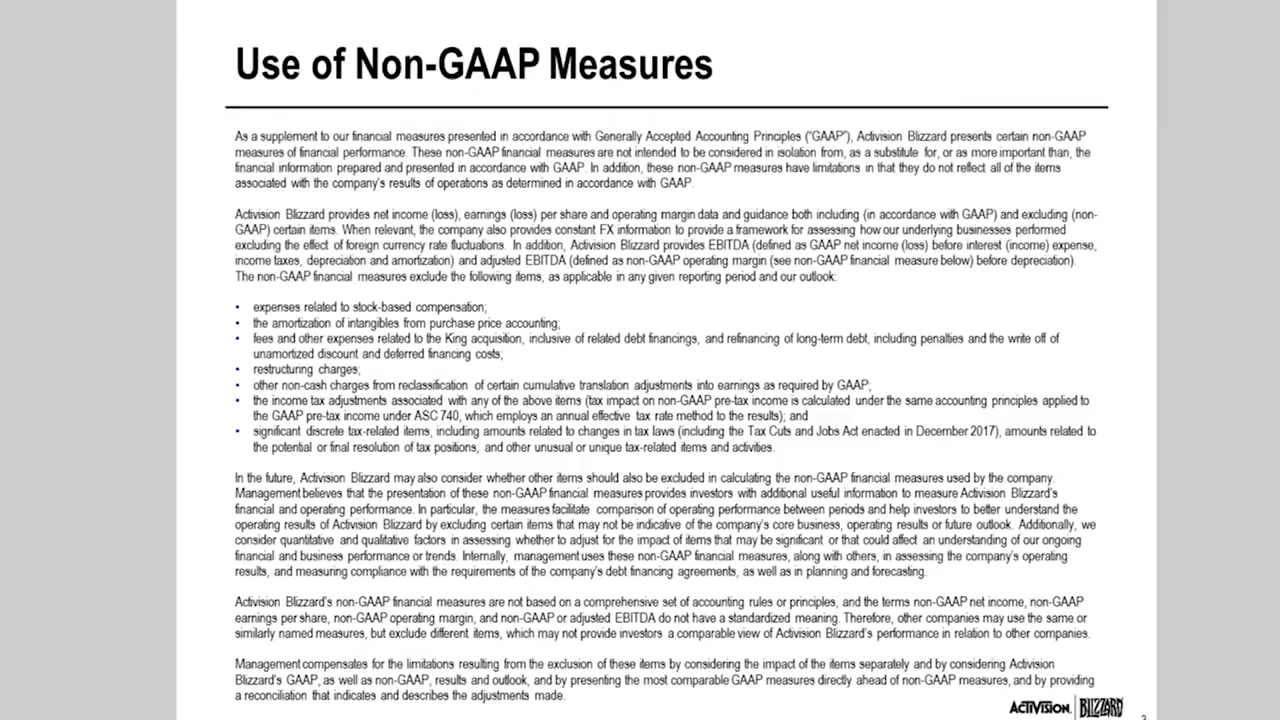 Use of Non-GAAP Measures
As a supplement to our financial measures presented in accordance with Generally Accepted Accounting Principles ("GAAP"), Activision Blizzard presents certain non-GAAP
measures of financial performance. These non-GAAP financial measures are not intended to be considered in isolation from, as a substitute for, or as more important than, the
financial information prepared and presented in accordance with GAAP. In addition, these non-GAAP measures have limitations in that they do not reflect all of the items
associated with the company's results of operations as determined in accordance with GAAP.
Activision Blizzard provides net income (loss), earnings (loss) per share and operating margin data and guidance both including (in accordance with GAAP) and excluding (non-
GAAP) certain items. When relevant, the company also provides constant FX information to provide a framework for assessing how our underlying businesses performed
excluding the effect of foreign currency rate fluctuations. In addition, Activision Blizzard provides EBITDA (defined as GAAP net income (loss) before interest (income) expense,
income taxes, depreciation and amortization) and adjusted EBITDA (defined as non-GAAP operating margin (see non-GAAP financial measure below) before depreciation).
The non-GAAP financial measures exclude the following items, as applicable in any given reporting period and our outlook:
• expenses related to stock-based compensation;
• the amortization of intangibles from purchase price accounting;
• fees and other expenses related to the King acquisition, inclusive of related debt financings, and refinancing of long-term debt, including penalties and the write off of
unamortized discount and deferred financing costs;
• restructuring charges;
• other non-cash charges from reclassification of certain cumulative translation adjustments into earnings as required by GAAP;
• the income tax adjustments associated with any of the above items (tax impact on non-GAAP pre-tax income is calculated under the same accounting principles applied to
the GAAP pre-tax income under ASC 740, which employs an annual effective tax rate method to the results); and
• significant discrete tax-related items, including amounts related to changes in tax laws (including the Tax Cuts and Jobs Act enacted in December 2017), amounts related to
the potential or final resolution of tax positions, and other unusual or unique tax-related items and activities.
In the future, Activision Blizzard may also consider whether other items should also be excluded in calculating the non-GAAP financial measures used by the company.
Management believes that the presentation of these non-GAAP financial measures provides investors with additional useful information to measure Activision Blizzard's
financial and operating performance. In particular, the measures facilitate comparison of operating performance between periods and help investors to better understand the
operating results of Activision Blizzard by excluding certain items that may not be indicative of the company's core business, operating results or future outlook. Additionally, we
consider quantitative and qualitative factors in assessing whether to adjust for the impact of items that may be significant or that could affect an understanding of our ongoing
financial and business performance or trends. Internally, management uses these non-GAAP financial measures, along with others, in assessing the company's operating
results, and measuring compliance with the requirements of the company's debt financing agreements, as well as in planning and forecasting.
Activision Blizzard's non-GAAP financial measures are not based on a comprehensive set of accounting rules or principles, and the terms non-GAAP net income, non-GAAP
earnings per share, non-GAAP operating margin, and non-GAAP or adjusted EBITDA do not have a standardized meaning. Therefore, other companies may use the same or
similarly named measures, but exclude different items, which may not provide investors a comparable view of Activision Blizzard's performance in relation to other companies.
Management compensates for the limitations resulting from the exclusion of these items by considering the impact of the items separately and by considering Activision
Blizzard's GAAP, as well as non-GAAP, results and outlook, and by presenting the most comparable GAAP measures directly ahead of non-GAAP measures, and by providing
a reconciliation that indicates and describes the adjustments made.
ACTIVISION. | BLIZZARD